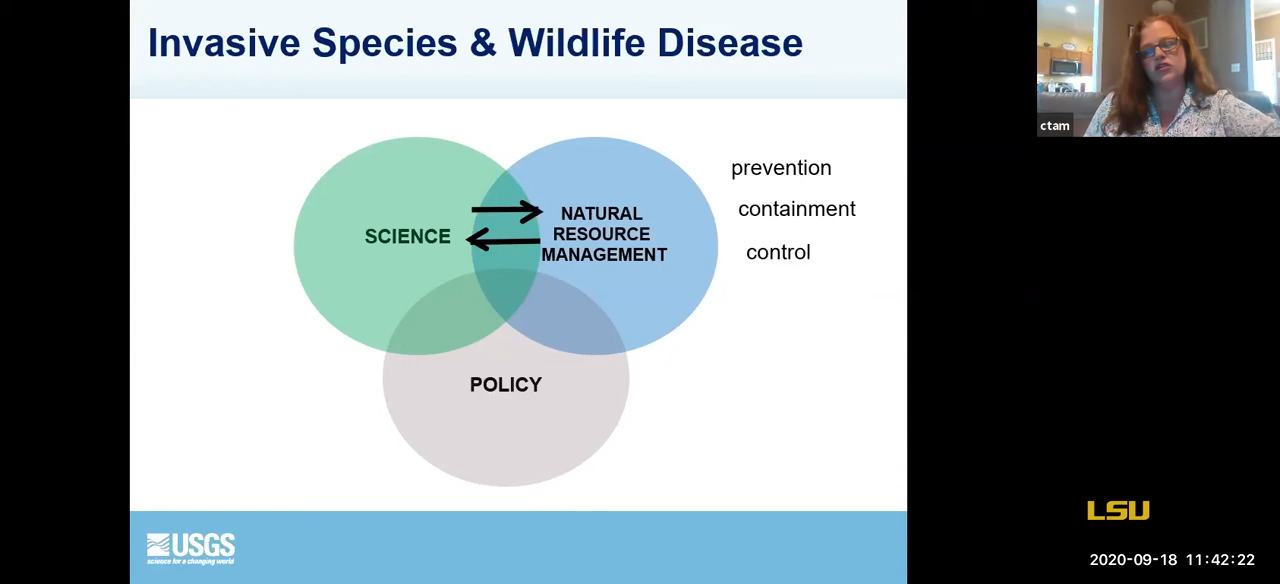 Invasive Species & Wildlife Disease
SCIENCE
NATURAL
RESOURCE
MANAGEMENT
POLICY
prevention
containment
control
USGS
science for a changing world
ctam
LSU
2020-09-18 11:42:22